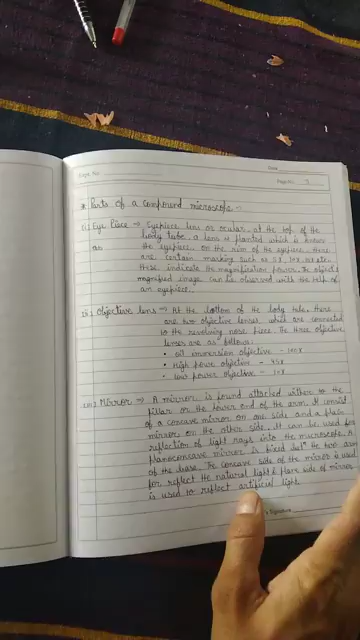 Page No.
Date
Page No.
* Parts of a compound microscope :-
(i) Eye Piece → Eyepiece lens or ocular at the top of the
body tube, a lens is planted which is known
the eyepiece. on the rim of the eyepiece, there
are certain marking such as 5X, 10X etc
these indicate the magnification power. The object's
magnified image can be observed with the help of
an eyepiece.
(ii) Objective lens → At the bottom of the body tube, there
are two objective lenses which are connected
to the revolving nose piece. The three objective
lenses are as follows.
• oil immersion objective - 100X
• high power objective - 45X
• low power objective - 10X
(iii) Mirror → A mirror is found attached either to the
pillar or the lower end of the arm. It consist
of a concave mirror on one side and a plain
mirror on the other side. It can be used for
reflection of light rays into the microscope. A
planoconcave mirror is fixed the two arm
of the base. The concave side of the mirror is used
for reflect the natural light & plane side of mirror
is used to reflect artificial light.
Signature